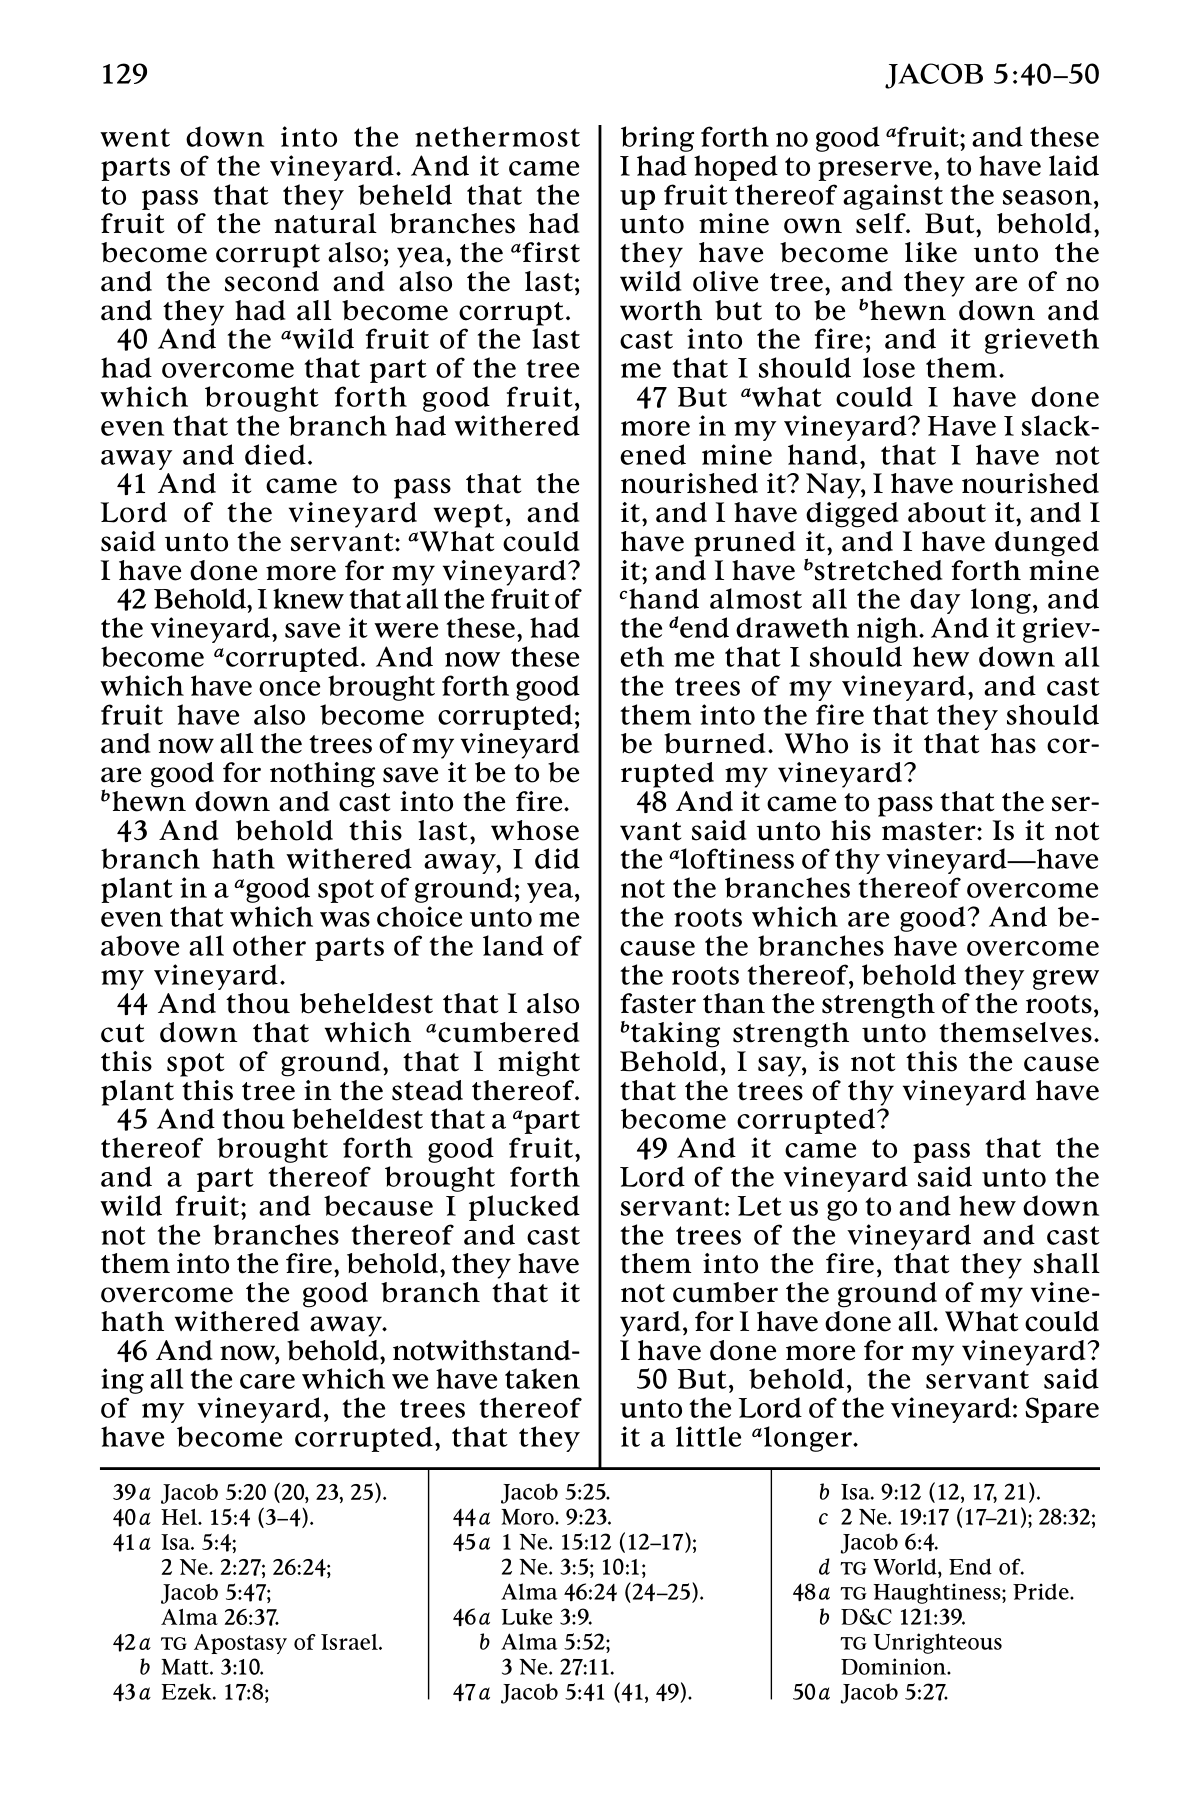 129
JACOB 5:40–50
went down into the nethermost
parts of the vineyard. And it came
to pass that they beheld that the
fruit of the natural branches had
become corrupt also; yea, the afirst
and the second and also the last;
and they had all become corrupt.
40 And the awild fruit of the last
had overcome that part of the tree
which brought forth good fruit,
even that the branch had withered
away and died.
41 And it came to pass that the
Lord of the vineyard wept, and
said unto the servant: aWhat could
I have done more for my vineyard?
42 Behold, I knew that all the fruit of
the vineyard, save it were these, had
become acorrupted. And now these
which have once brought forth good
fruit have also become corrupted;
and now all the trees of my vineyard
are good for nothing save it be to be
bhewn down and cast into the fire.
43 And behold this last, whose
branch hath withered away, I did
plant in a agood spot of ground; yea,
even that which was choice unto me
above all other parts of the land of
my vineyard.
44 And thou beheldest that I also
cut down that which acumbered
this spot of ground, that I might
plant this tree in the stead thereof.
45 And thou beheldest that a apart
thereof brought forth good fruit,
and a part thereof brought forth
wild fruit; and because I plucked
not the branches thereof and cast
them into the fire, behold, they have
overcome the good branch that it
hath withered away.
46 And now, behold, notwithstand-
ing all the care which we have taken
of my vineyard, the trees thereof
have become corrupted, that they
bring forth no good afruit; and these
I had hoped to preserve, to have laid
up fruit thereof against the season,
unto mine own self. But, behold,
they have become like unto the
wild olive tree, and they are of no
worth but to be bhewn down and
cast into the fire; and it grieveth
me that I should lose them.
47 But awhat could I have done
more in my vineyard? Have I slack-
ened mine hand, that I have not
nourished it? Nay, I have nourished
it, and I have digged about it, and I
have pruned it, and I have dunged
it; and I have bstretched forth mine
chand almost all the day long, and
the dend draweth nigh. And it griev-
eth me that I should hew down all
the trees of my vineyard, and cast
them into the fire that they should
be burned. Who is it that has cor-
rupted my vineyard?
48 And it came to pass that the ser-
vant said unto his master: Is it not
the aloftiness of thy vineyard—have
not the branches thereof overcome
the roots which are good? And be-
cause the branches have overcome
the roots thereof, behold they grew
faster than the strength of the roots,
btaking strength unto themselves.
Behold, I say, is not this the cause
that the trees of thy vineyard have
become corrupted?
49 And it came to pass that the
Lord of the vineyard said unto the
servant: Let us go to and hew down
the trees of the vineyard and cast
them into the fire, that they shall
not cumber the ground of my vine-
yard, for I have done all. What could
I have done more for my vineyard?
50 But, behold, the servant said
unto the Lord of the vineyard: Spare
it a little alonger.
39a Jacob 5:20 (20, 23, 25).
40a Hel. 15:4 (3–4).
41a Isa. 5:4;
2 Ne. 2:27; 26:24;
Jacob 5:47;
Alma 26:37.
42a TG Apostasy of Israel.
b Matt. 3:10.
43a Ezek. 17:8;
Jacob 5:25.
44a Moro. 9:23.
45a 1 Ne. 15:12 (12–17);
2 Ne. 3:5; 10:1;
Alma 46:24 (24–25).
46a Luke 3:9.
b Alma 5:52;
3 Ne. 27:11.
47a Jacob 5:41 (41, 49).
b Isa. 9:12 (12, 17, 21).
c 2 Ne. 19:17 (17–21); 28:32;
Jacob 6:4.
d TG World, End of.
48a TG Haughtiness; Pride.
b D&C 121:39.
TG Unrighteous
Dominion.
50a Jacob 5:27.